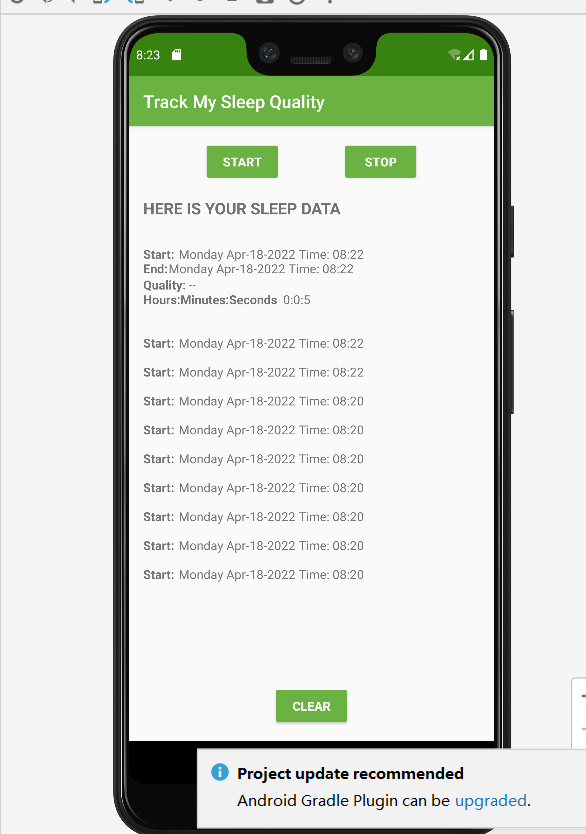 8:23
Track My Sleep Quality
START STOP
HERE IS YOUR SLEEP DATA
Start: Monday Apr-18-2022 Time: 08:22
End:Monday Apr-18-2022 Time: 08:22
Quality: --
Hours:Minutes:Seconds 0:0:5
Start: Monday Apr-18-2022 Time: 08:22
Start: Monday Apr-18-2022 Time: 08:22
Start: Monday Apr-18-2022 Time: 08:20
Start: Monday Apr-18-2022 Time: 08:20
Start: Monday Apr-18-2022 Time: 08:20
Start: Monday Apr-18-2022 Time: 08:20
Start: Monday Apr-18-2022 Time: 08:20
Start: Monday Apr-18-2022 Time: 08:20
Start: Monday Apr-18-2022 Time: 08:20
CLEAR
Project update recommended
Android Gradle Plugin can be upgraded.